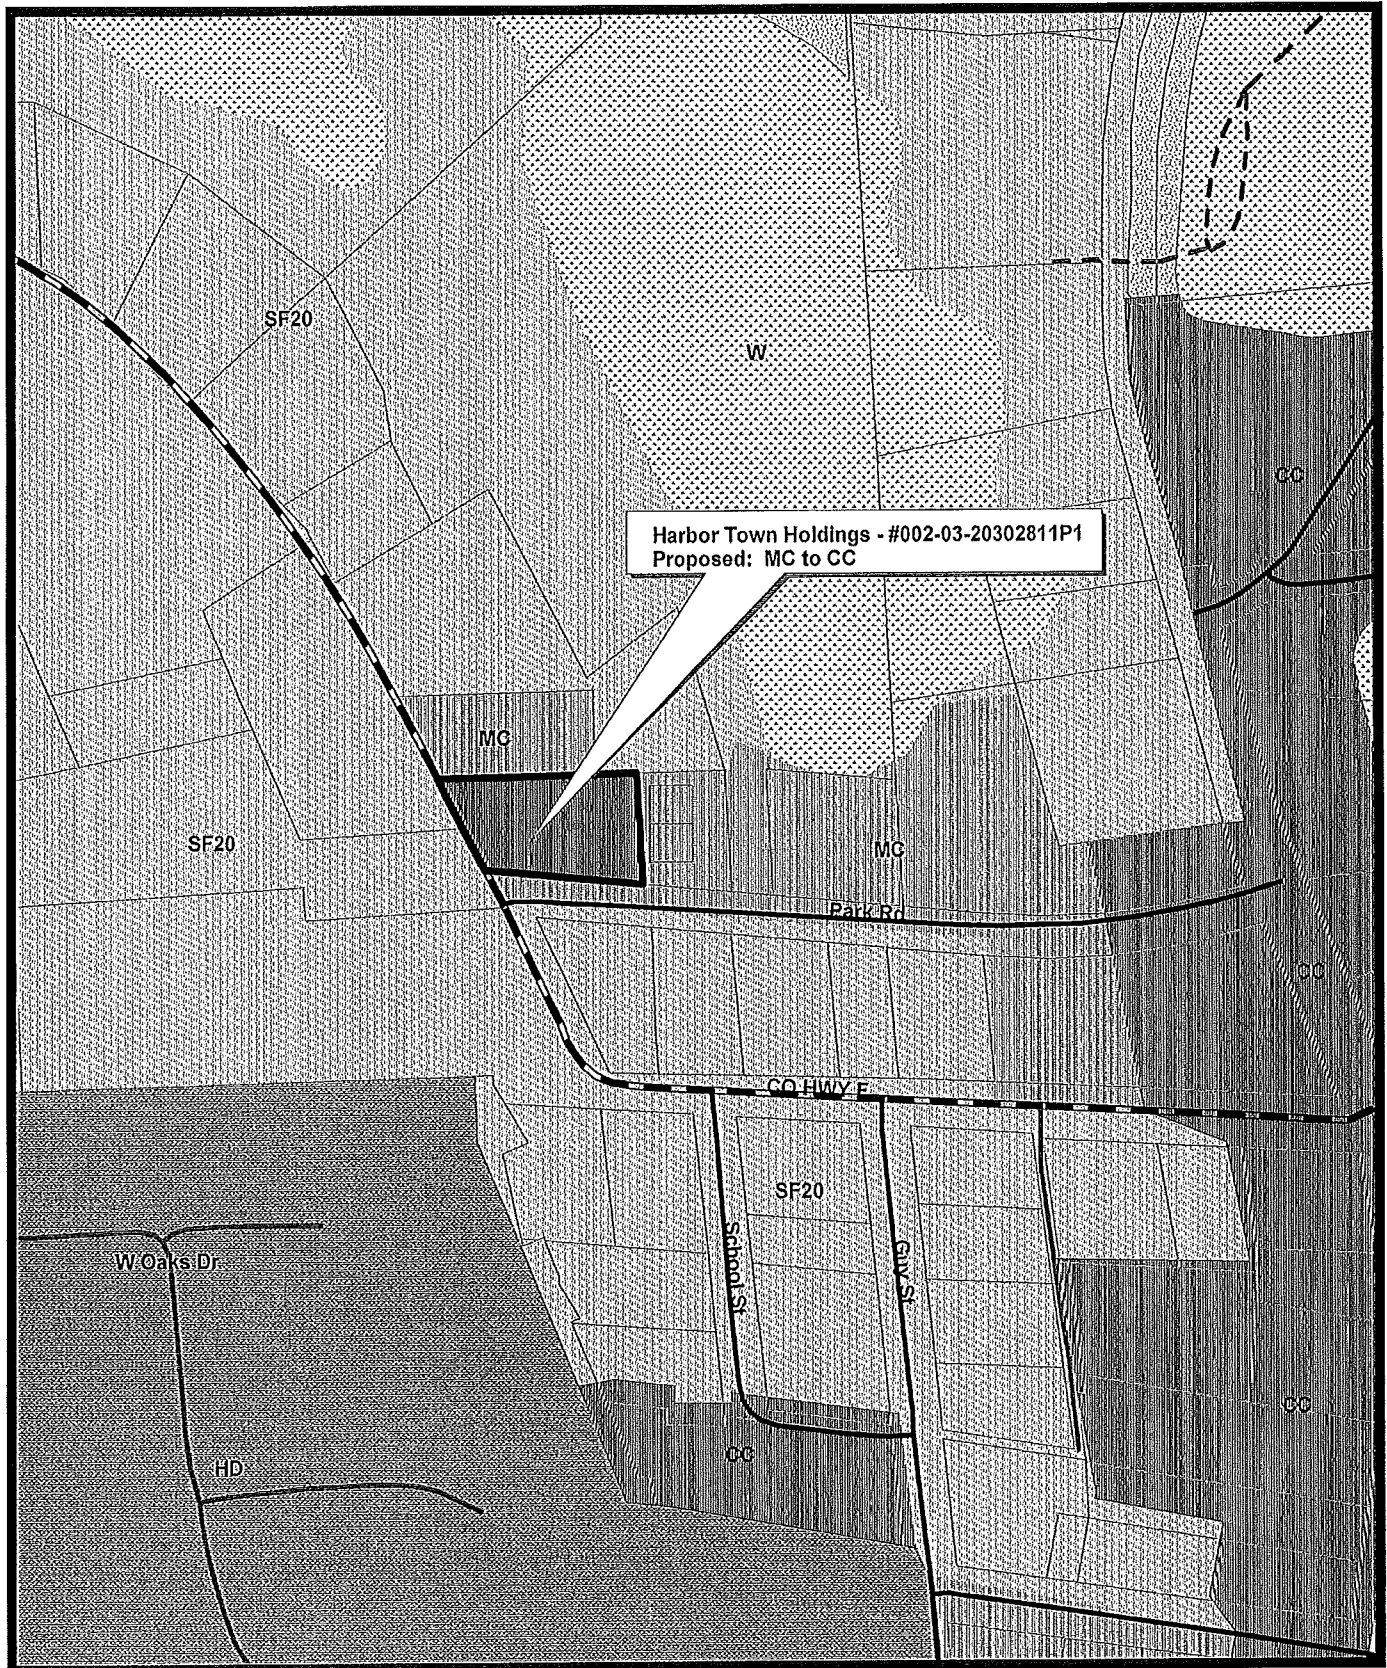 SF20
W
CC
Harbor Town Holdings - #002-03-20302811P1
Proposed: MC to CC
MC
SF20
MC
Park Rd
CC
CO HWY F
SF20
School St
Guy St
W Oaks Dr
CC
CC
HD